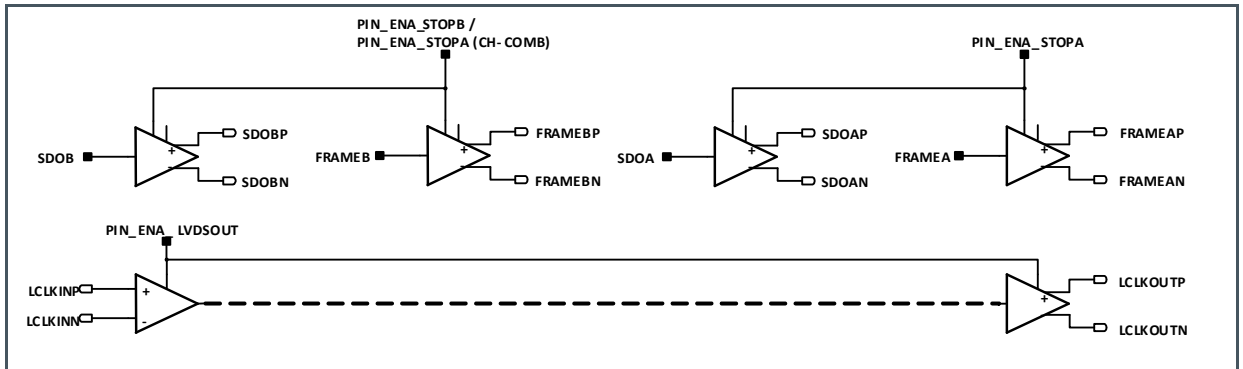 PIN_ENA_STOPB /
PIN_ENA_STOPA (CH- COMB)
PIN_ENA_STOPA
SDOB
+
-
SDOBP
SDOBN
FRAMEB
+
-
FRAMEBP
FRAMEBN
SDOA
+
-
SDOAP
SDOAN
FRAMEA
+
-
FRAMEAP
FRAMEAN
PIN_ENA_ LVDSOUT
LCLKINP
LCLKINN
+
-
+
LCLKOUTP
LCLKOUTN